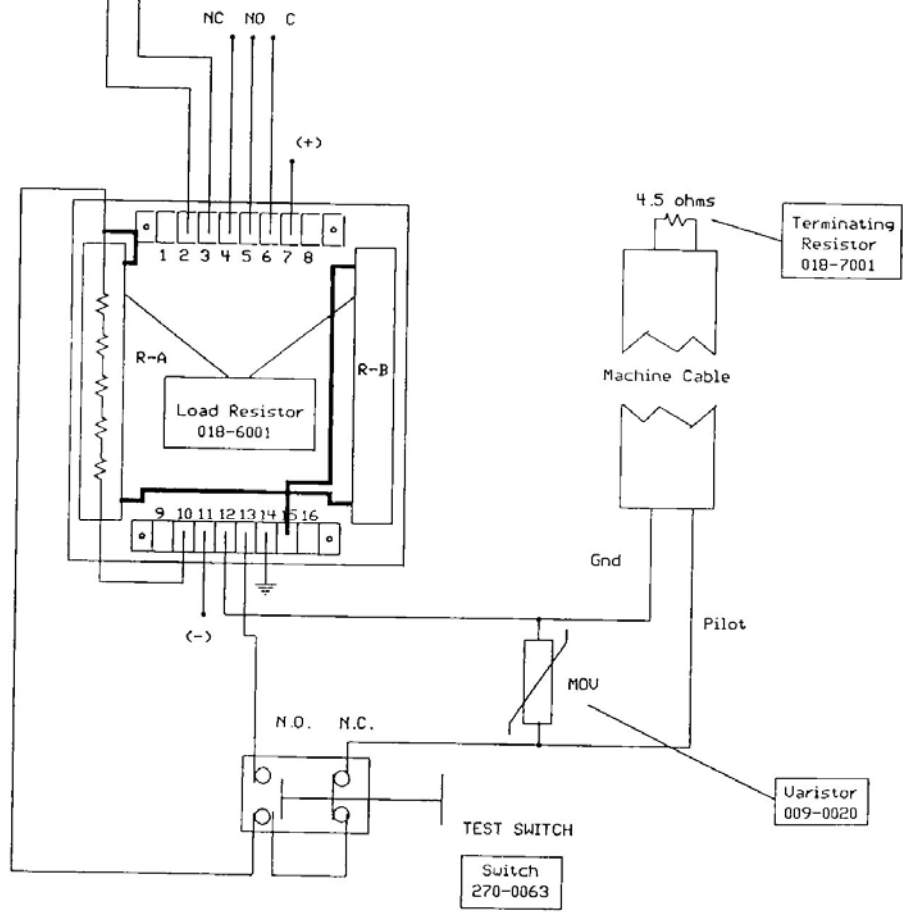 NC NO C
(+)
1 2 3 4 5 6 7 8
4.5 ohms
Terminating
Resistor
018-7001
R-A
R-B
Load Resistor
018-6001
Machine Cable
9 10 11 12 13 14 15 16
(-)
Gnd
Pilot
MOV
N.O. N.C.
TEST SWITCH
Switch
270-0063
Varistor
009-0020